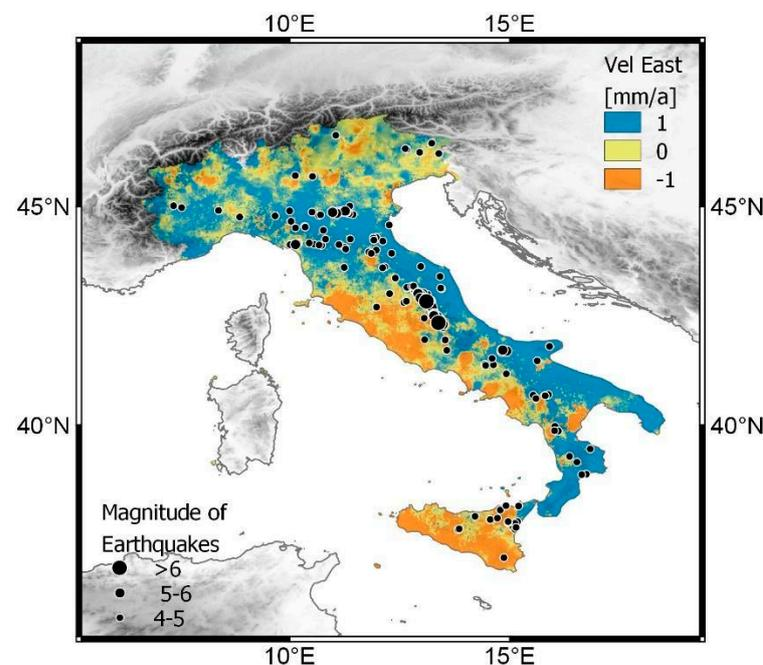 10°E 15°E
Vel East
[mm/a]
1
0
-1
45°N 45°N
40°N 40°N
Magnitude of
Earthquakes
>6
5-6
4-5
10°E 15°E